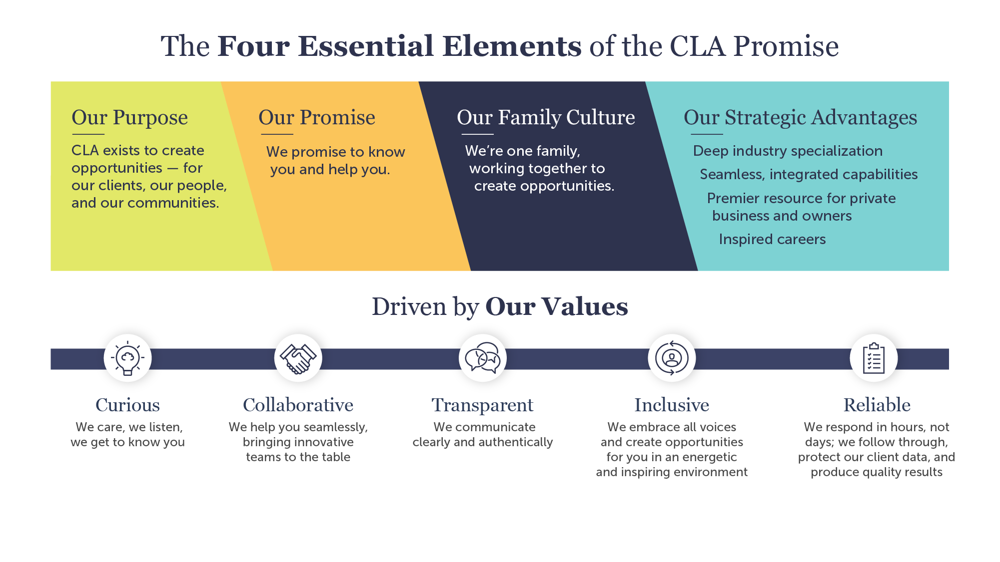 The Four Essential Elements of the CLA Promise
Our Purpose
CLA exists to create
opportunities — for
our clients, our people,
and our communities.
Our Promise
We promise to know
you and help you.
Our Family Culture
We’re one family,
working together to
create opportunities.
Our Strategic Advantages
Deep industry specialization
Seamless, integrated capabilities
Premier resource for private
business and owners
Inspired careers
Driven by Our Values
Curious
We care, we listen,
we get to know you
Collaborative
We help you seamlessly,
bringing innovative
teams to the table
Transparent
We communicate
clearly and authentically
Inclusive
We embrace all voices
and create opportunities
for you in an energetic
and inspiring environment
Reliable
We respond in hours, not
days; we follow through,
protect our client data, and
produce quality results